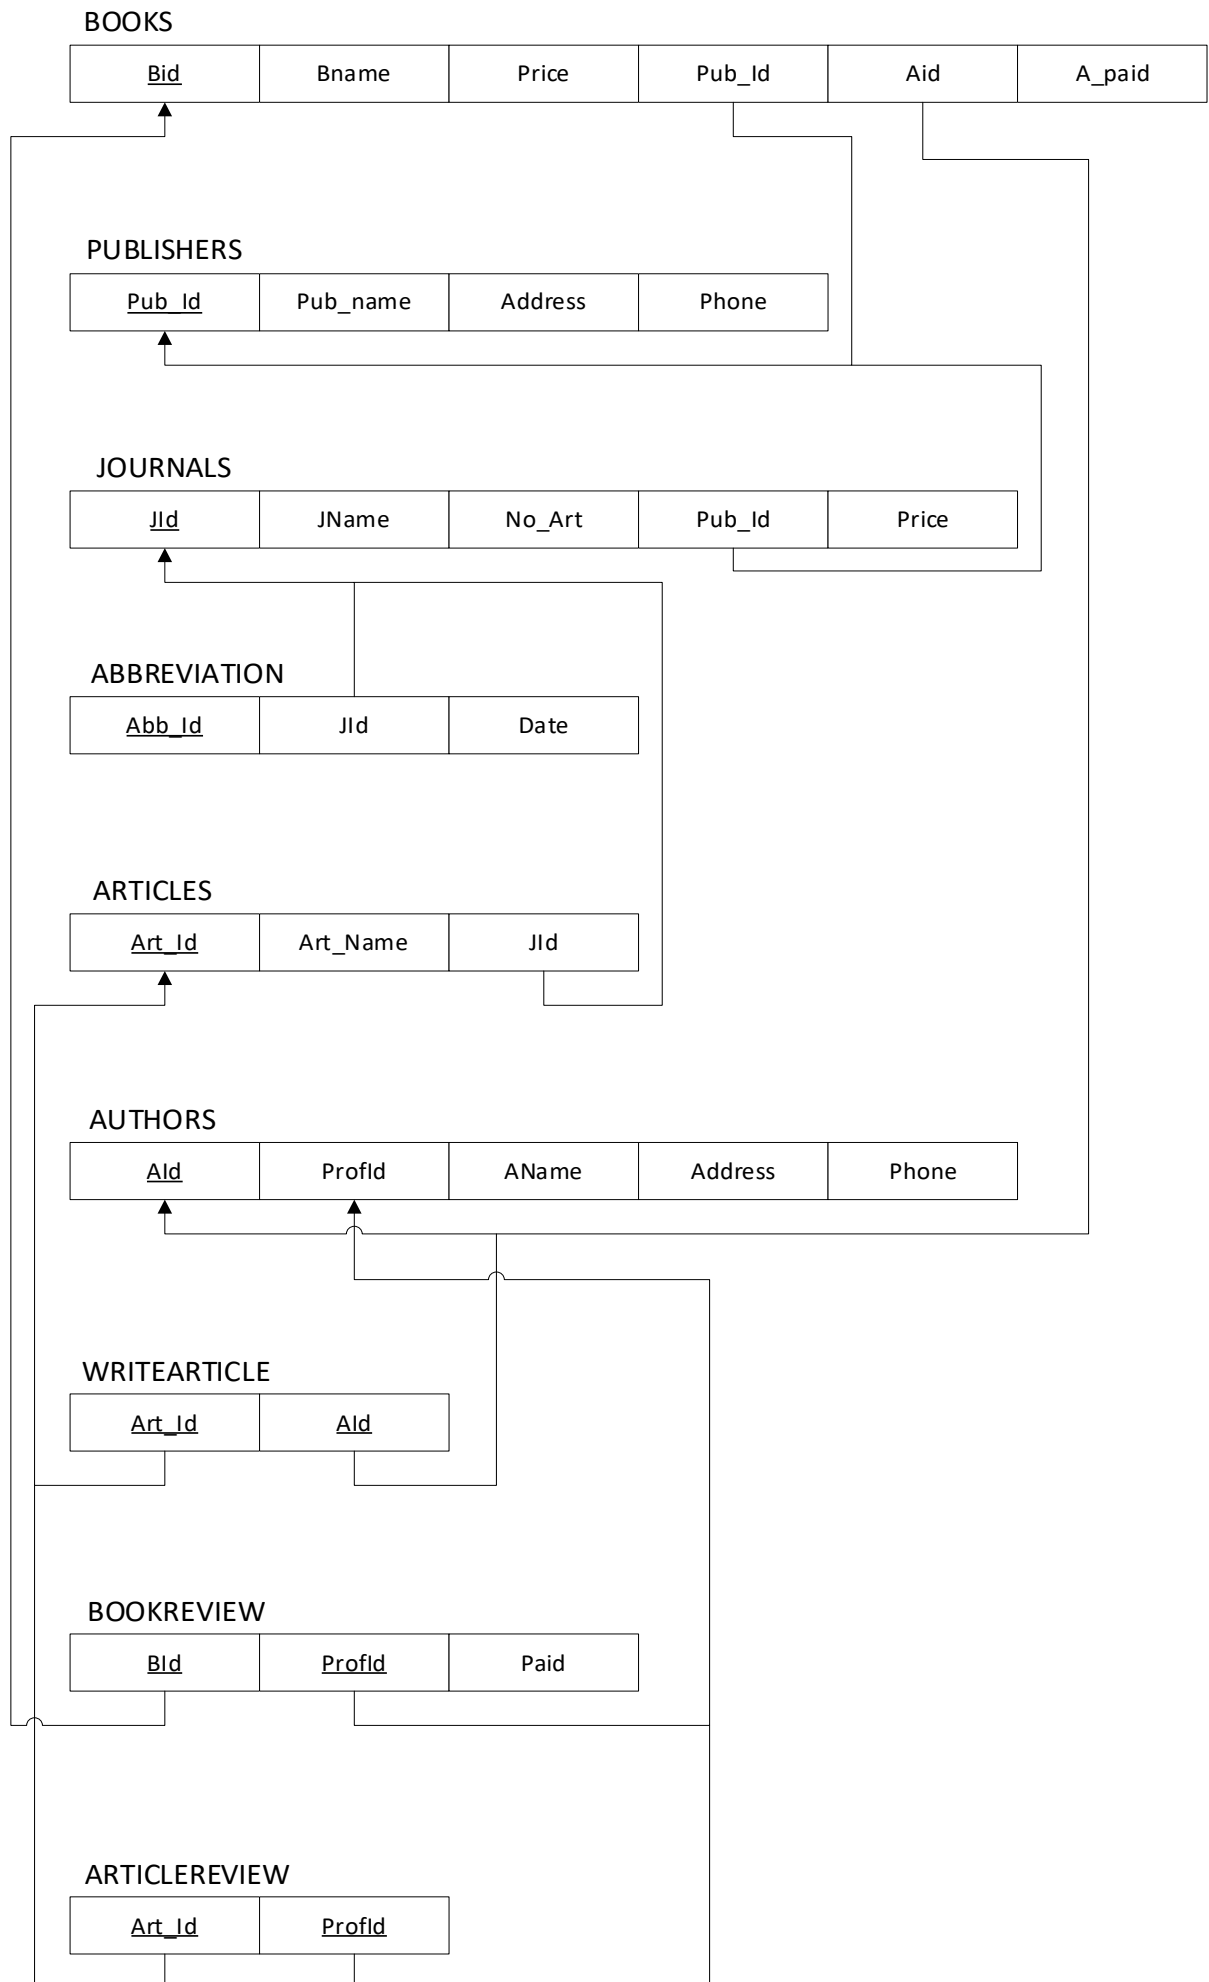 BOOKS
Bid Bname Price Pub_Id Aid A_paid
PUBLISHERS
Pub_Id Pub_name Address Phone
JOURNALS
JId JName No_Art Pub_Id Price
ABBREVIATION
Abb_Id JId Date
ARTICLES
Art_Id Art_Name JId
AUTHORS
AId ProfId AName Address Phone
WRITEARTICLE
Art_Id AId
BOOKREVIEW
BId ProfId Paid
ARTICLEREVIEW
Art_Id ProfId